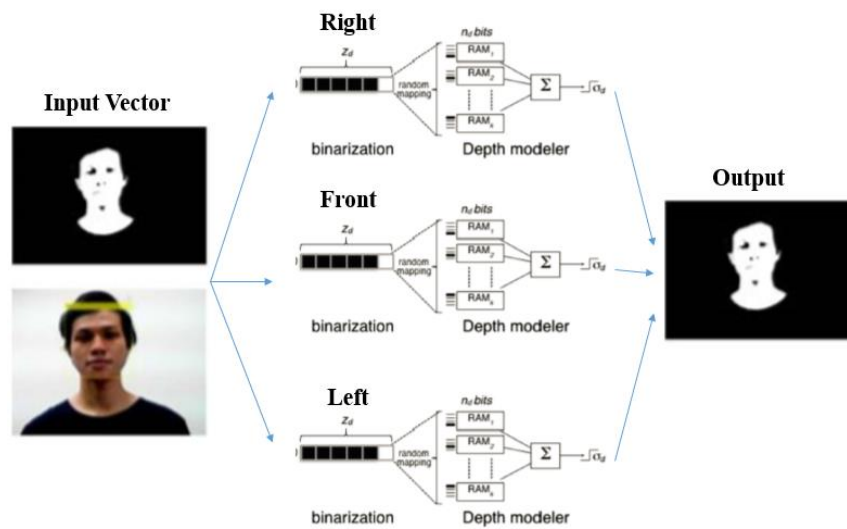 Right
Z_d
n_d bits
RAM_1
RAM_2
RAM_x
random
mapping
Σ
σ_d
binarization
Depth modeler
Input Vector
Front
Z_d
n_d bits
RAM_1
RAM_2
RAM_x
random
mapping
Σ
σ_d
binarization
Depth modeler
Output
Left
Z_d
n_d bits
RAM_1
RAM_2
RAM_x
random
mapping
Σ
σ_d
binarization
Depth modeler